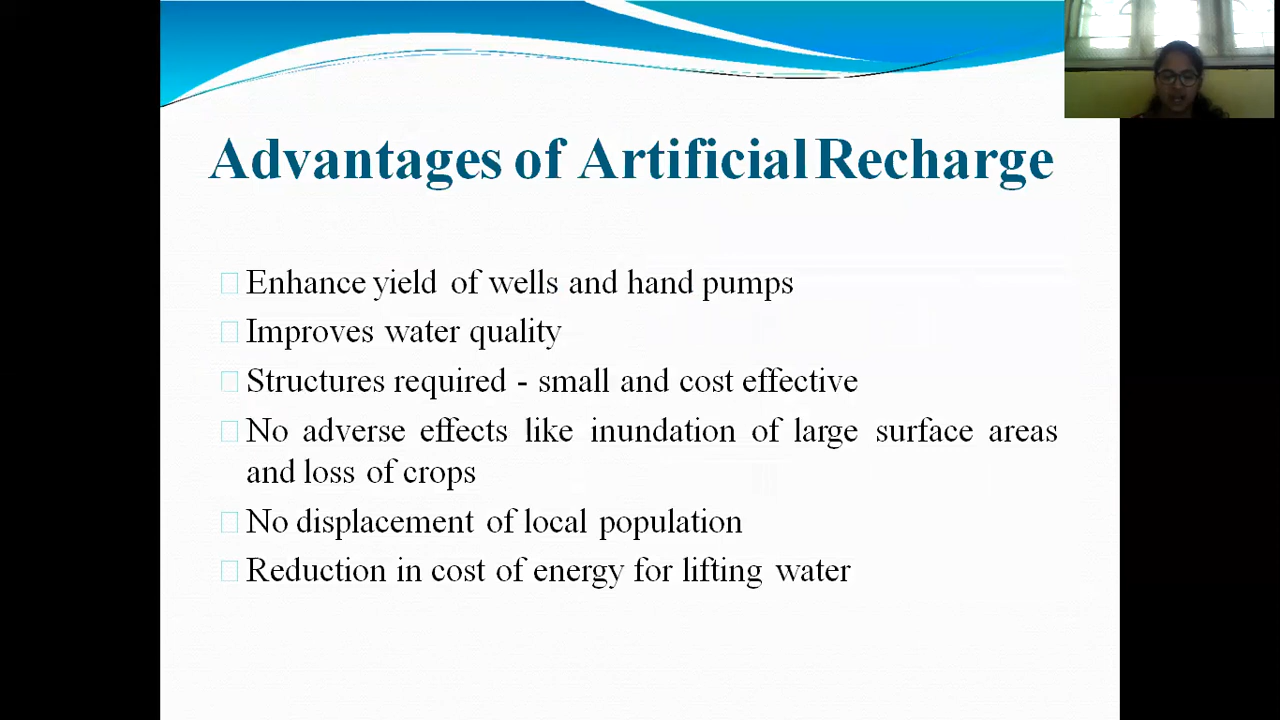 Advantages of Artificial Recharge
Enhance yield of wells and hand pumps
Improves water quality
Structures required - small and cost effective
No adverse effects like inundation of large surface areas
and loss of crops
No displacement of local population
Reduction in cost of energy for lifting water